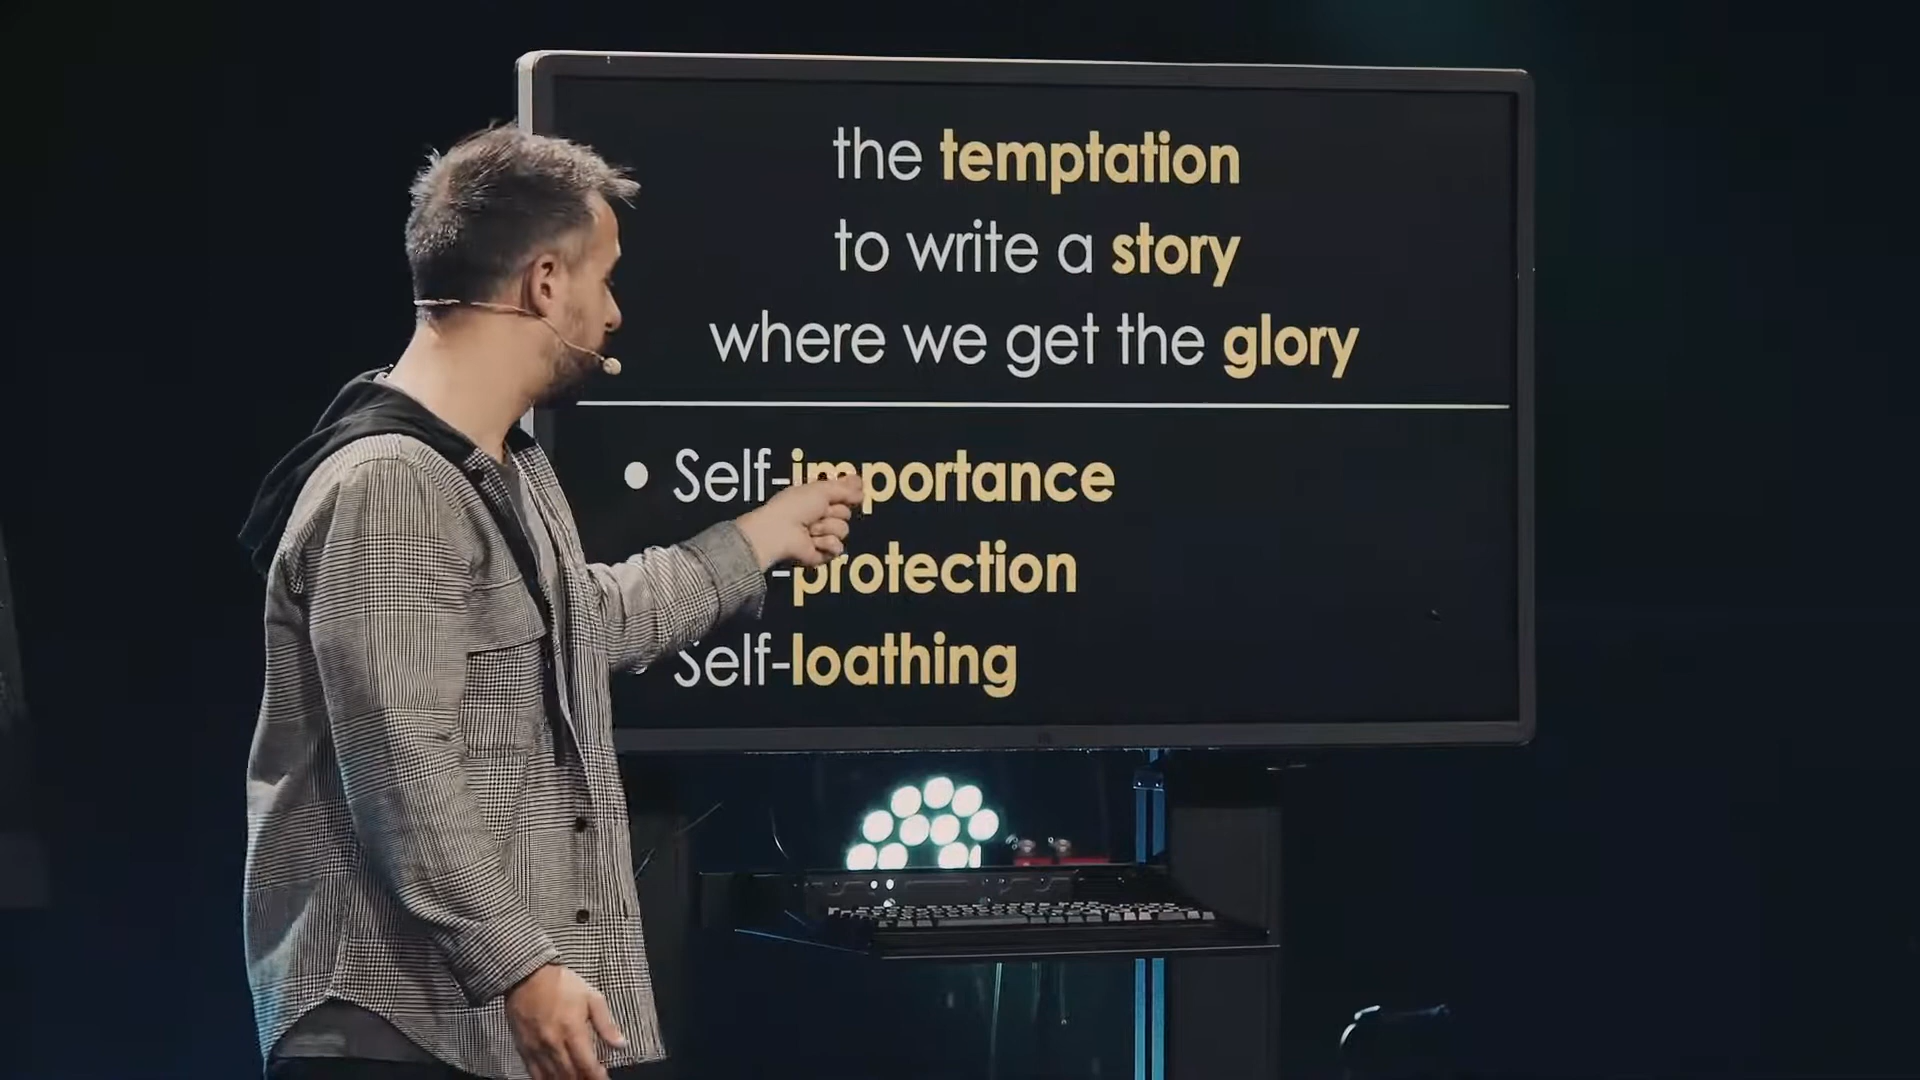 the temptation
to write a story
where we get the glory
• Self-importance
-protection
Self-loathing